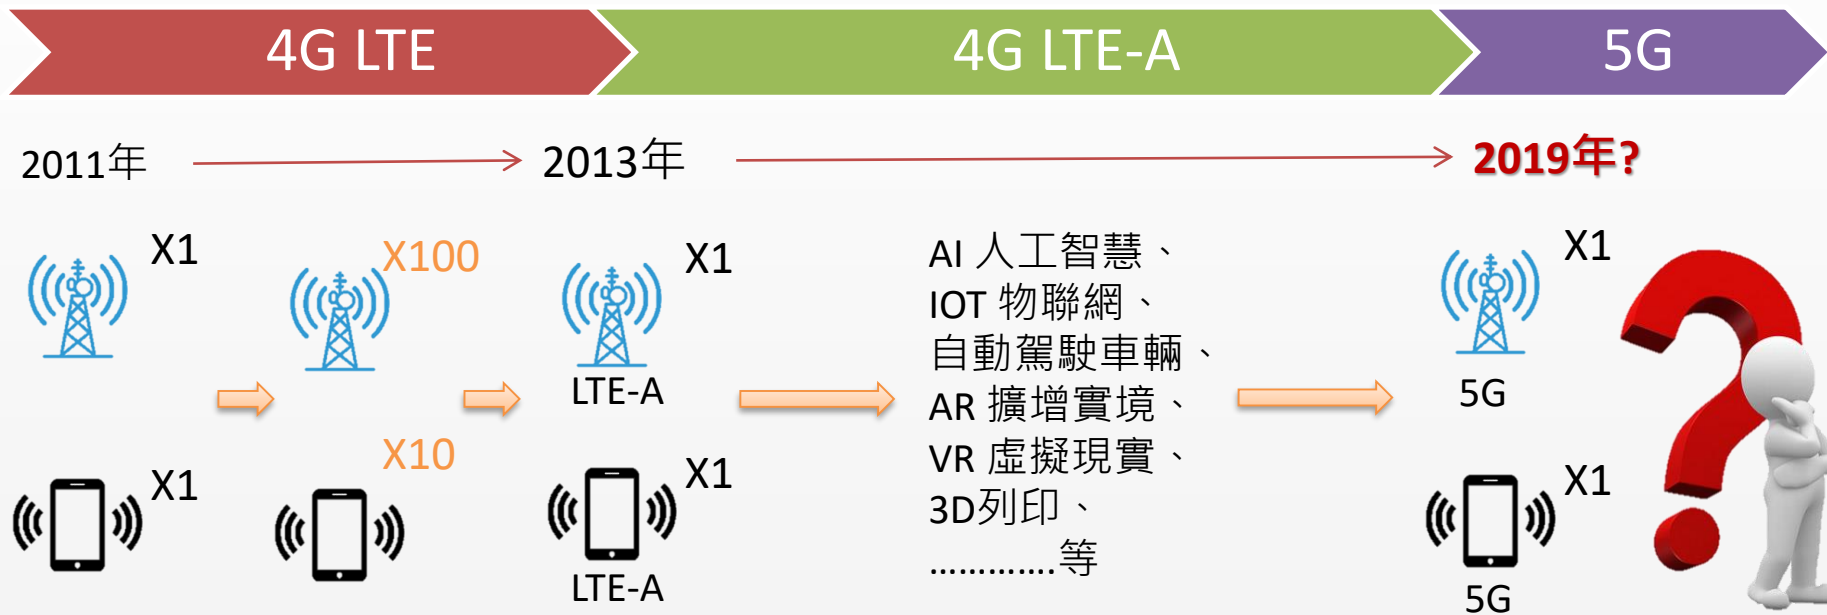 4G LTE
4G LTE-A
5G
2011年
2013年
2019年?
X1
X100
X1
X1
LTE-A
5G
X1
X10
X1
X1
LTE-A
5G
AI 人工智慧、
IOT 物聯網、
自動駕駛車輛、
AR 擴增實境、
VR 虛擬現實、
3D列印、
.............等